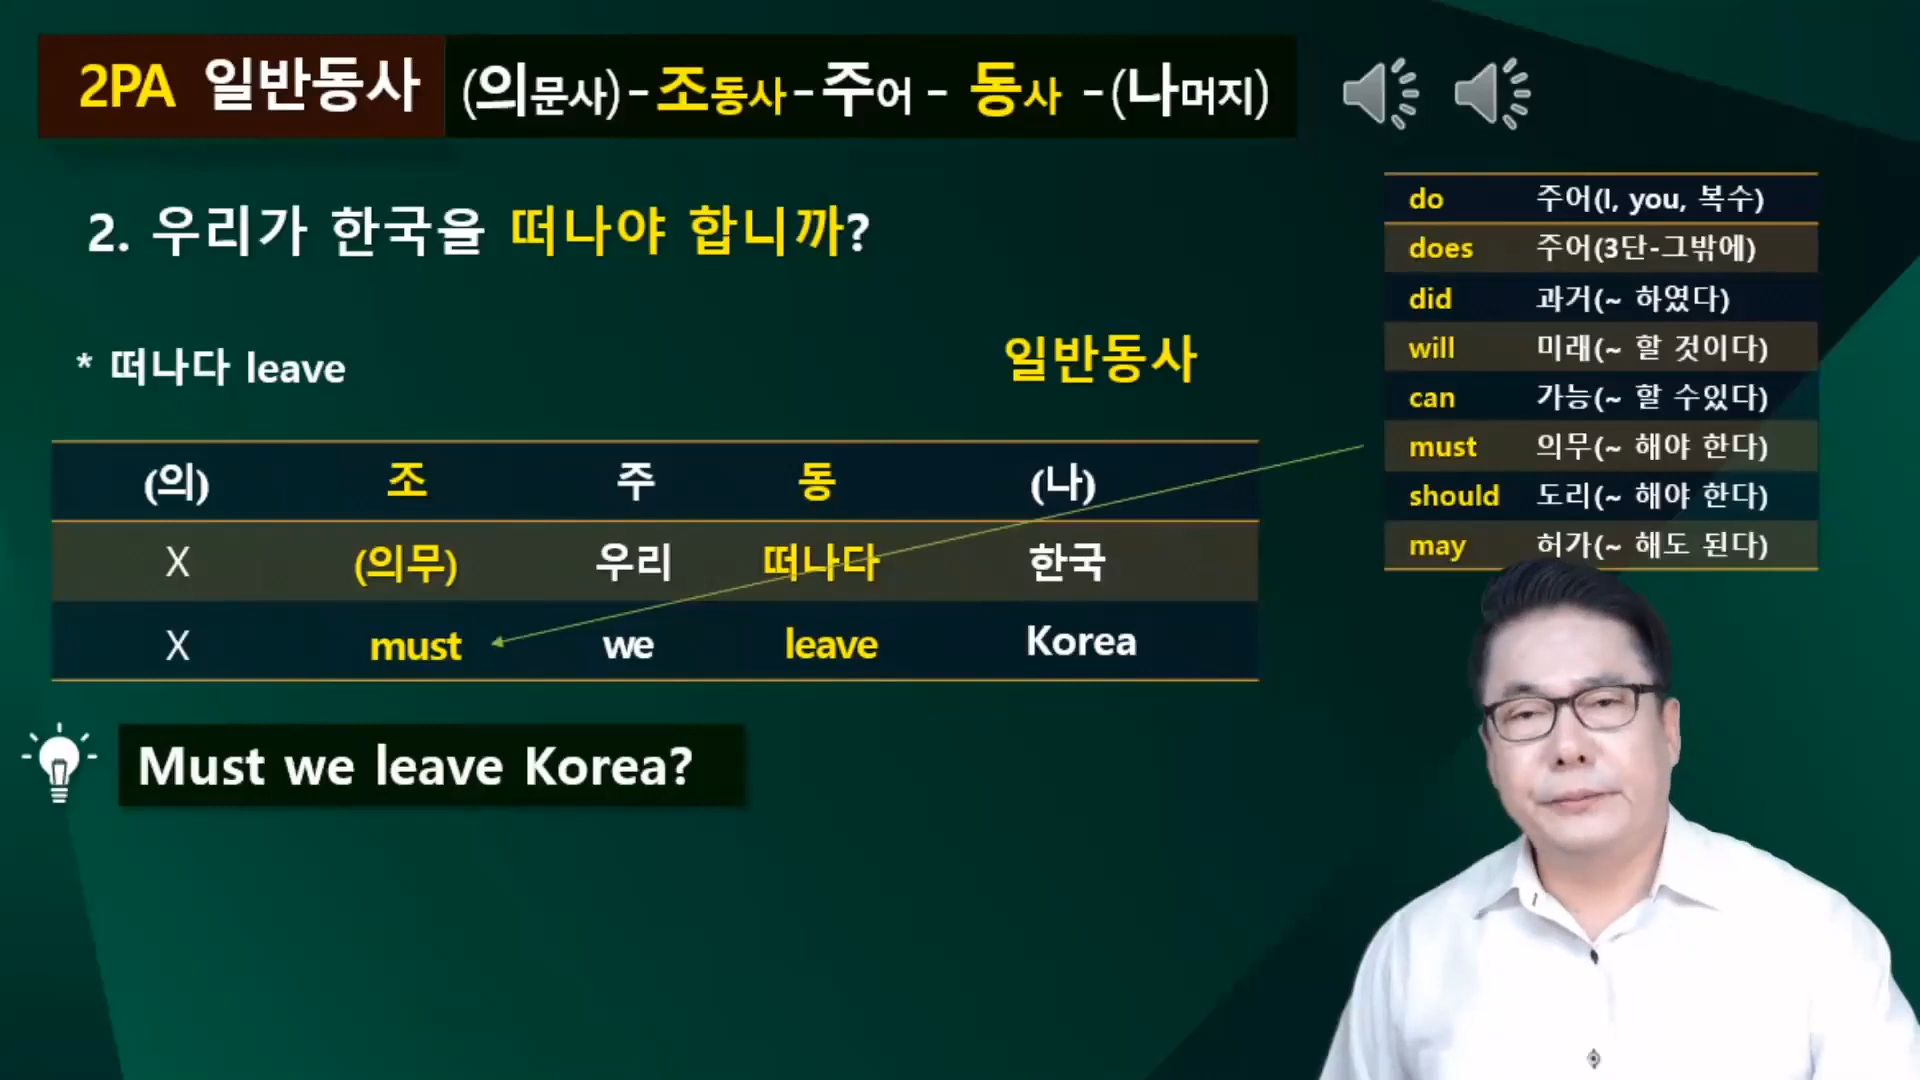 2PA 일반동사 (의문사)-조동사-주어 - 동사 -(나머지)
2. 우리가 한국을 떠나야 합니까?
* 떠나다 leave
일반동사
(의) 조 주 동 (나)
X (의무) 우리 떠나다 한국
X must we leave Korea
Must we leave Korea?
do 주어(I, you, 복수)
does 주어(3단-그밖에)
did 과거(~ 하였다)
will 미래(~ 할 것이다)
can 가능(~ 할 수있다)
must 의무(~ 해야 한다)
should 도리(~ 해야 한다)
may 허가(~ 해도 된다)